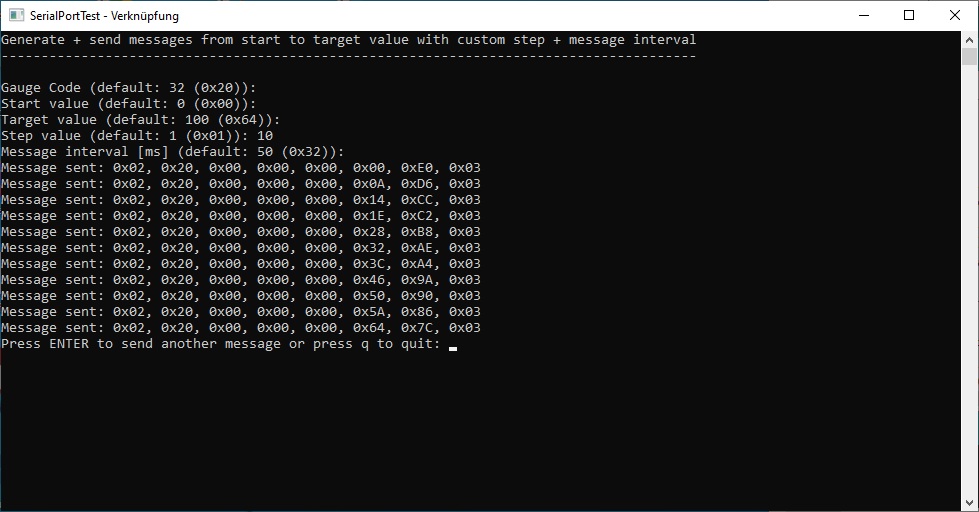 SerialPortTest - Verknüpfung
Generate + send messages from start to target value with custom step + message interval
---------------------------------------------------------------------------------------
Gauge Code (default: 32 (0x20)):
Start value (default: 0 (0x00)):
Target value (default: 100 (0x64)):
Step value (default: 1 (0x01)): 10
Message interval [ms] (default: 50 (0x32)):
Message sent: 0x02, 0x20, 0x00, 0x00, 0x00, 0x00, 0xE0, 0x03
Message sent: 0x02, 0x20, 0x00, 0x00, 0x00, 0x0A, 0xD6, 0x03
Message sent: 0x02, 0x20, 0x00, 0x00, 0x00, 0x14, 0xCC, 0x03
Message sent: 0x02, 0x20, 0x00, 0x00, 0x00, 0x1E, 0xC2, 0x03
Message sent: 0x02, 0x20, 0x00, 0x00, 0x00, 0x28, 0xB8, 0x03
Message sent: 0x02, 0x20, 0x00, 0x00, 0x00, 0x32, 0xAE, 0x03
Message sent: 0x02, 0x20, 0x00, 0x00, 0x00, 0x3C, 0xA4, 0x03
Message sent: 0x02, 0x20, 0x00, 0x00, 0x00, 0x46, 0x9A, 0x03
Message sent: 0x02, 0x20, 0x00, 0x00, 0x00, 0x50, 0x90, 0x03
Message sent: 0x02, 0x20, 0x00, 0x00, 0x00, 0x5A, 0x86, 0x03
Message sent: 0x02, 0x20, 0x00, 0x00, 0x00, 0x64, 0x7C, 0x03
Press ENTER to send another message or press q to quit: